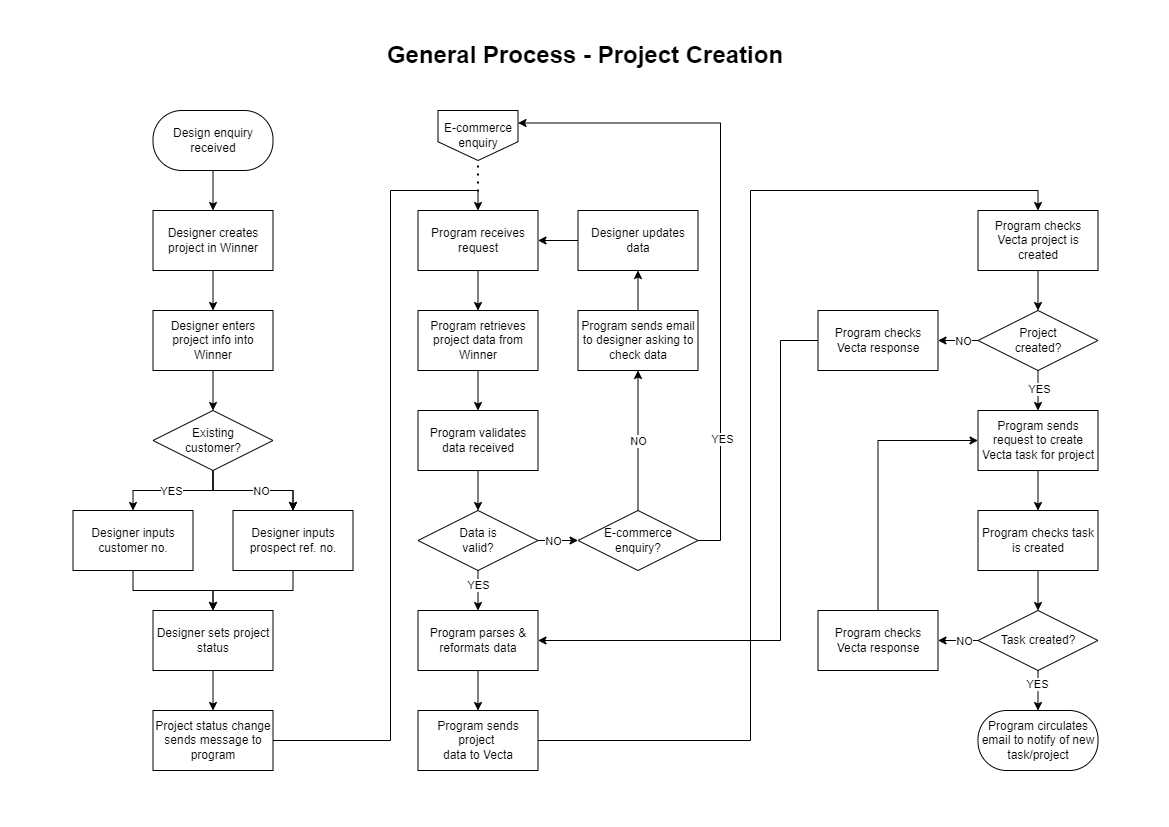 General Process - Project Creation
Design enquiry
received
Designer creates
project in Winner
Designer enters
project info into
Winner
Existing
customer?
YES
NO
Designer inputs
customer no.
Designer inputs
prospect ref. no.
Designer sets project
status
Project status change
sends message to
program
E-commerce
enquiry
Program receives
request
Designer updates
data
Program retrieves
project data from
Winner
Program sends email
to designer asking to
check data
Program validates
data received
NO
YES
Data is
valid?
NO
E-commerce
enquiry?
YES
Program parses &
reformats data
Program sends
project
data to Vecta
Program checks
Vecta project is
created
Project
created?
NO
Program checks
Vecta response
YES
Program sends
request to create
Vecta task for project
Program checks task
is created
Task created?
NO
Program checks
Vecta response
YES
Program circulates
email to notify of new
task/project